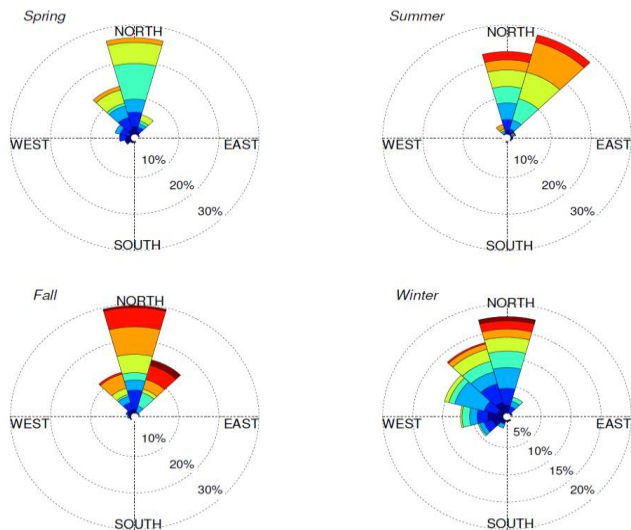 Spring
NORTH
WEST
EAST
10%
20%
30%
SOUTH
Summer
NORTH
WEST
EAST
10%
20%
30%
SOUTH
Fall
NORTH
WEST
EAST
10%
20%
30%
SOUTH
Winter
NORTH
WEST
EAST
5%
10%
15%
20%
SOUTH